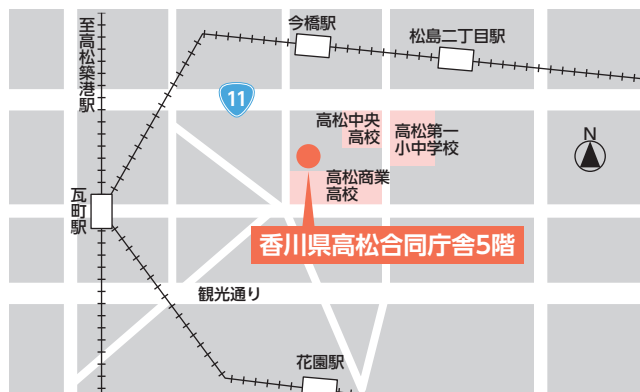 至高松築港駅
今橋駅
松島二丁目駅
11
高松中央
高校
高松第一
小中学校
N
高松商業
高校
瓦町駅
香川県高松合同庁舎5階
観光通り
花園駅